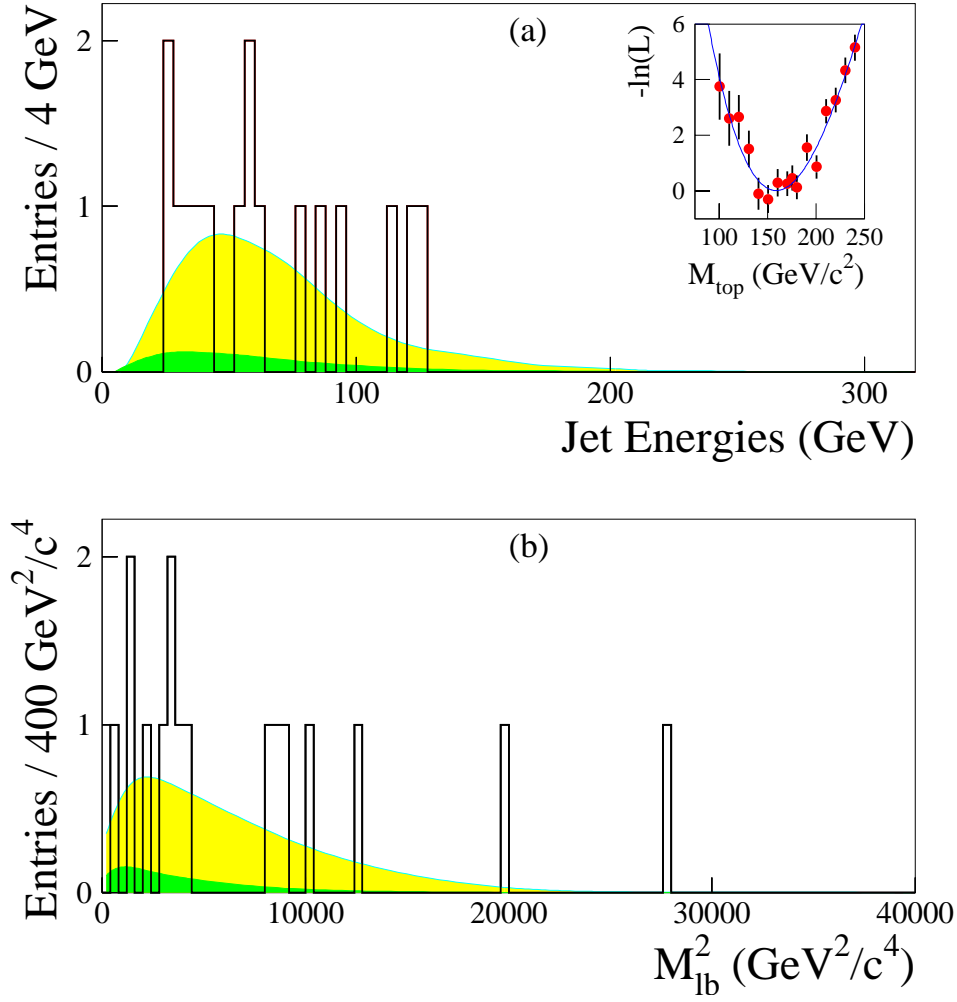 (a)
Entries / 4 GeV
2
1
0
0 100 200 300
Jet Energies (GeV)
-ln(L)
6
4
2
0
100 150 200 250
M_top (GeV/c²)
(b)
Entries / 400 GeV²/c⁴
2
1
0
0 10000 20000 30000 40000
M²_lb (GeV²/c⁴)